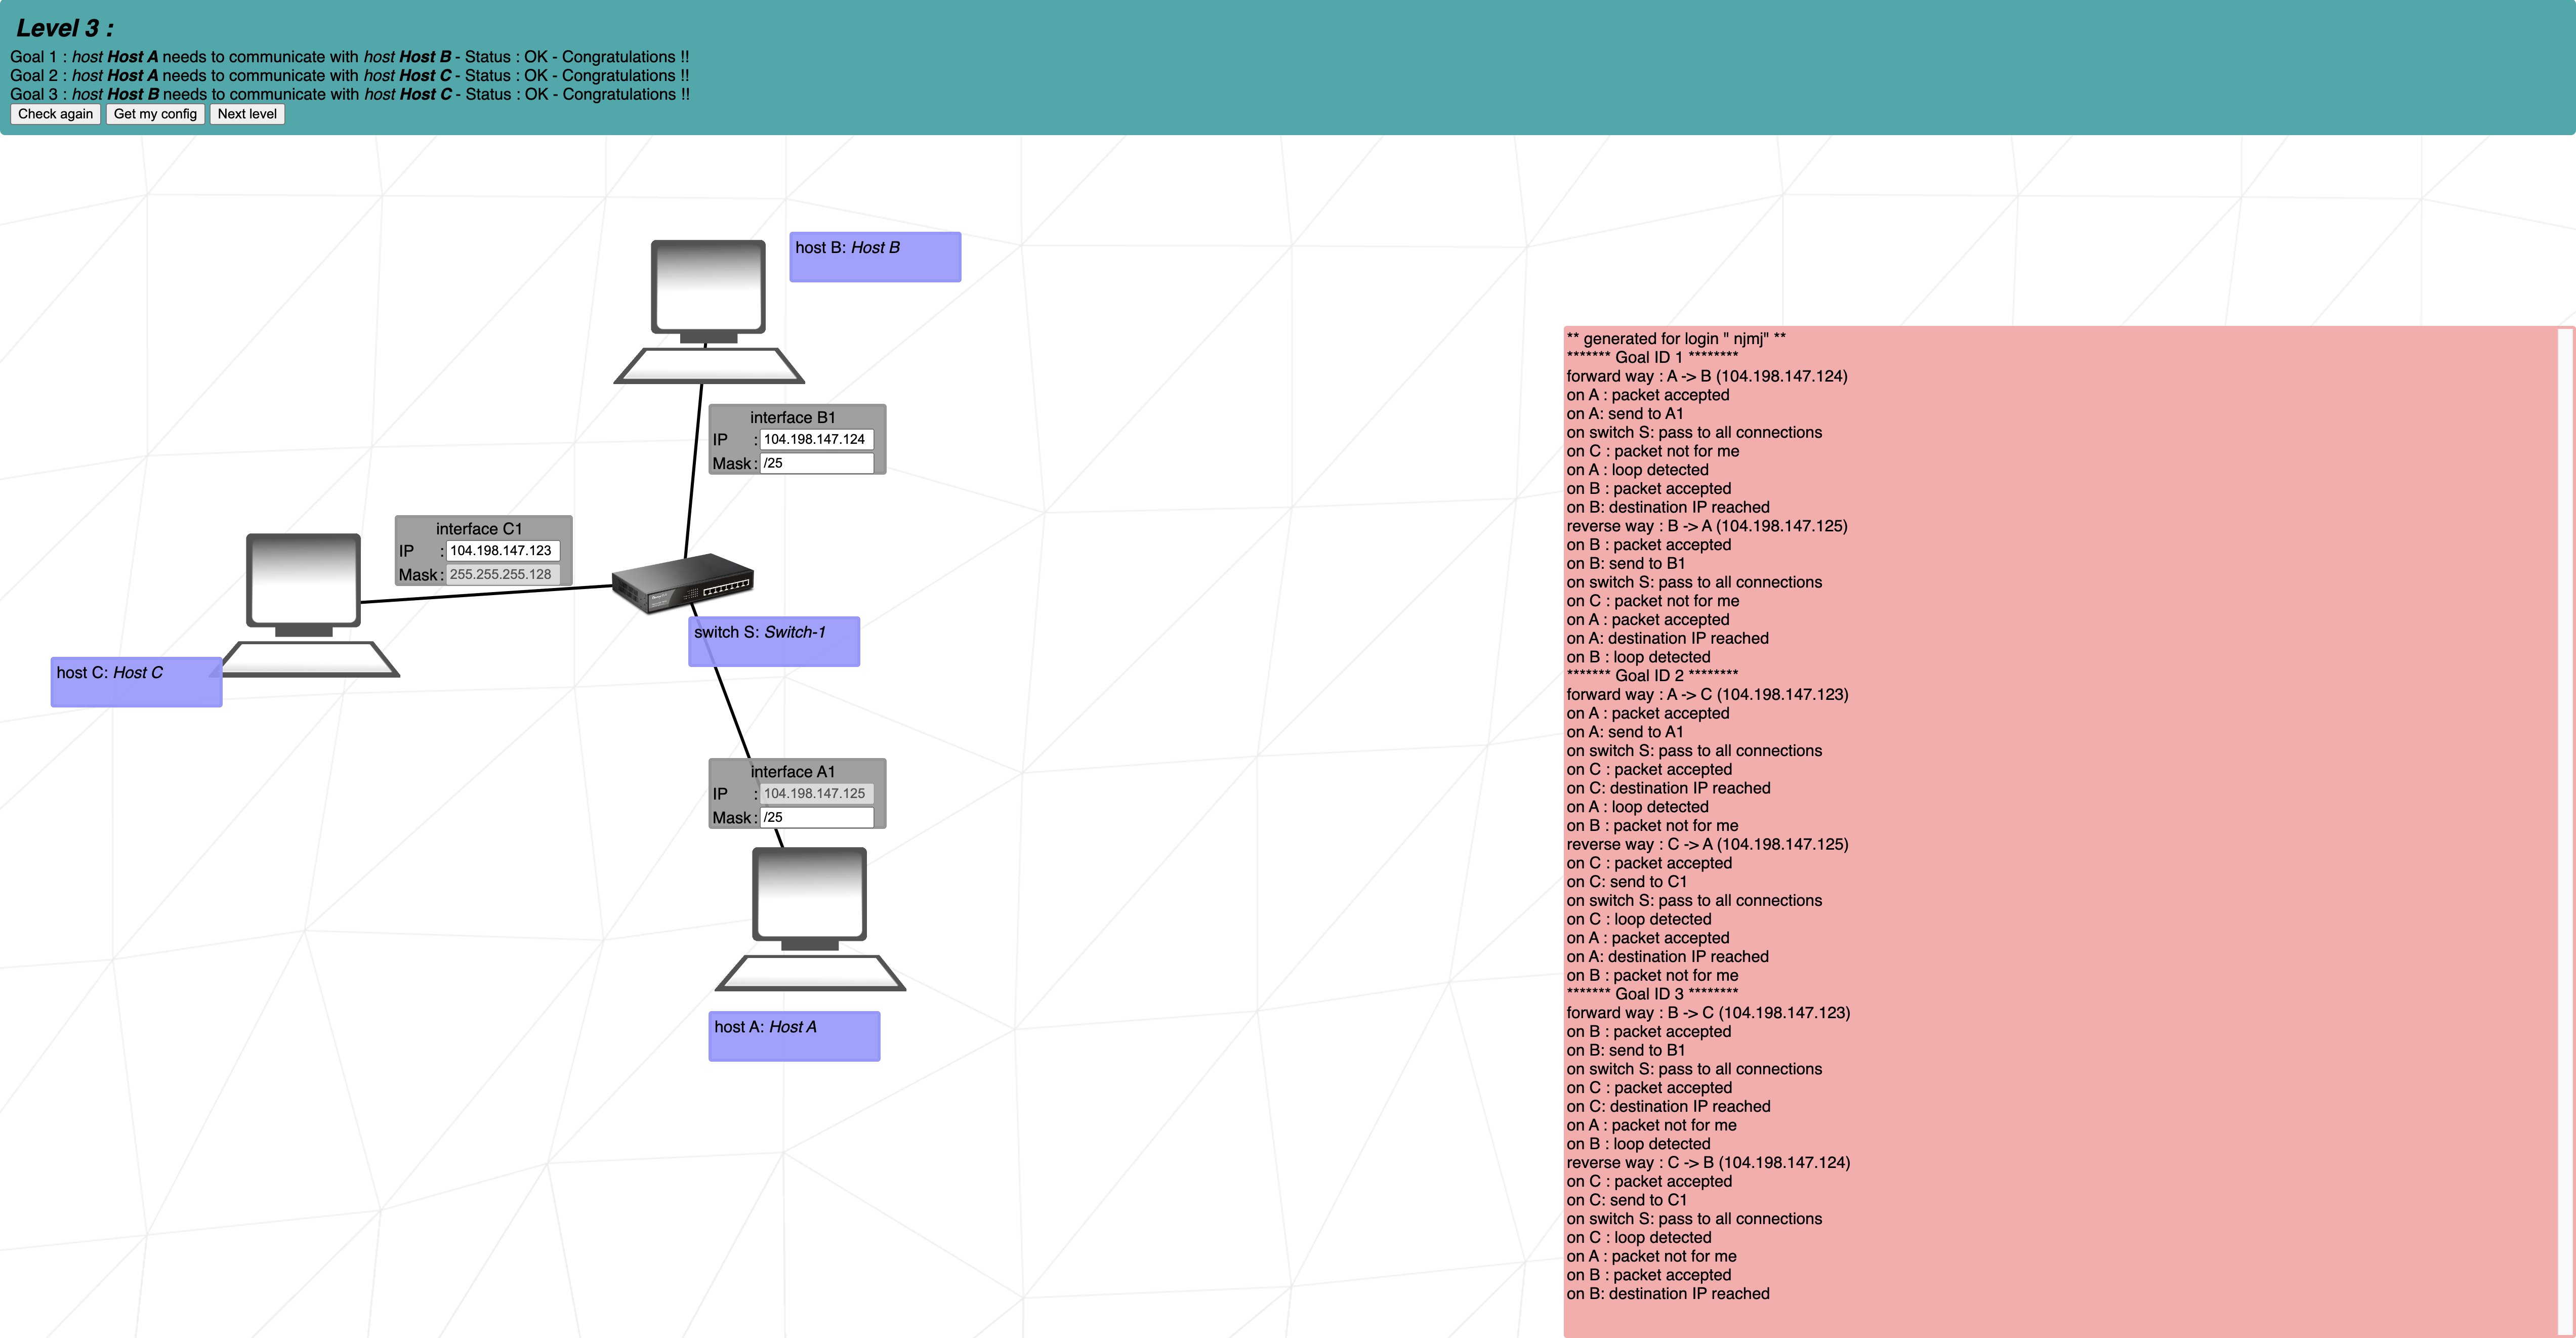 Level 3 :
Goal 1 : host Host A needs to communicate with host Host B - Status : OK - Congratulations !!
Goal 2 : host Host A needs to communicate with host Host C - Status : OK - Congratulations !!
Goal 3 : host Host B needs to communicate with host Host C - Status : OK - Congratulations !!
Check again Get my config Next level
host B: Host B
interface B1
IP : 104.198.147.124
Mask : /25
interface C1
IP : 104.198.147.123
Mask : 255.255.255.128
switch S: Switch-1
host C: Host C
interface A1
IP : 104.198.147.125
Mask : /25
host A: Host A
** generated for login " njmj" **
******* Goal ID 1 ********
forward way : A -> B (104.198.147.124)
on A : packet accepted
on A: send to A1
on switch S: pass to all connections
on C : packet not for me
on A : loop detected
on B : packet accepted
on B: destination IP reached
reverse way : B -> A (104.198.147.125)
on B : packet accepted
on B: send to B1
on switch S: pass to all connections
on C : packet not for me
on A : packet accepted
on A: destination IP reached
on B : loop detected
******* Goal ID 2 ********
forward way : A -> C (104.198.147.123)
on A : packet accepted
on A: send to A1
on switch S: pass to all connections
on C : packet accepted
on C: destination IP reached
on A : loop detected
on B : packet not for me
reverse way : C -> A (104.198.147.125)
on C : packet accepted
on C: send to C1
on switch S: pass to all connections
on C : loop detected
on A : packet accepted
on A: destination IP reached
on B : packet not for me
******* Goal ID 3 ********
forward way : B -> C (104.198.147.123)
on B : packet accepted
on B: send to B1
on switch S: pass to all connections
on C : packet accepted
on C: destination IP reached
on A : packet not for me
on B : loop detected
reverse way : C -> B (104.198.147.124)
on C : packet accepted
on C: send to C1
on switch S: pass to all connections
on C : loop detected
on A : packet not for me
on B : packet accepted
on B: destination IP reached